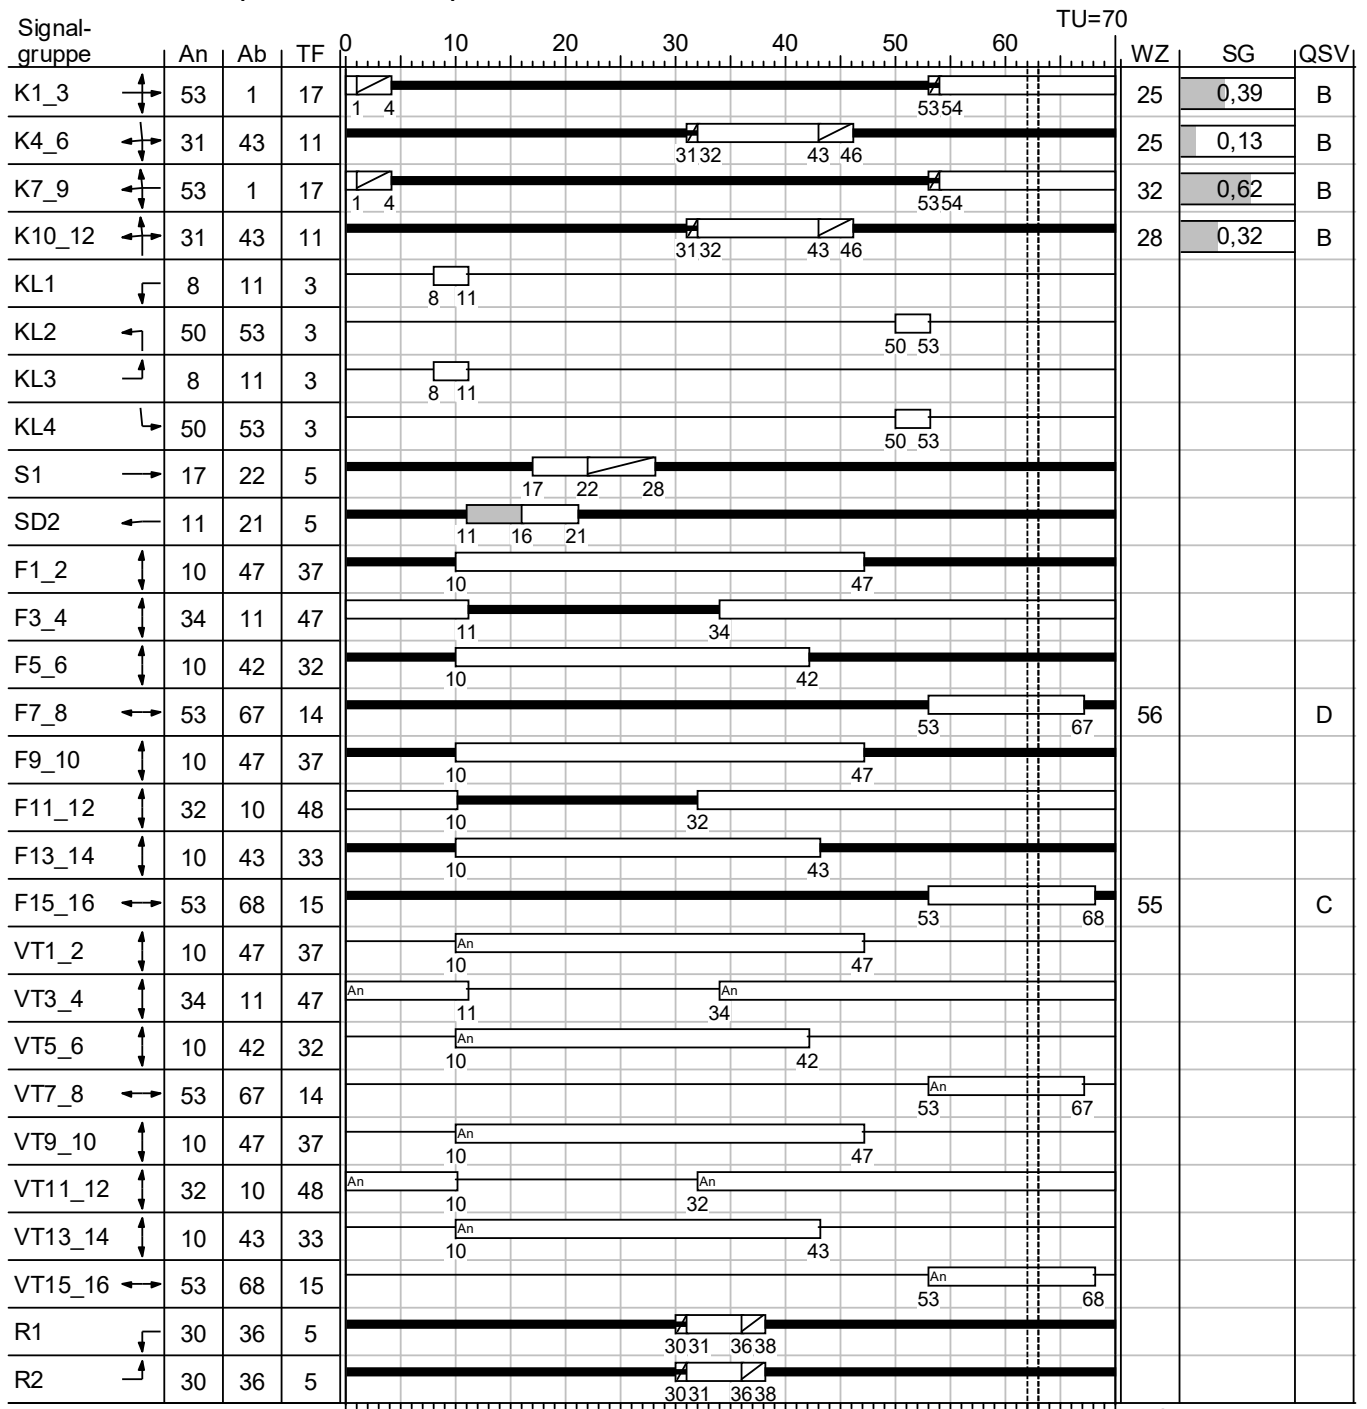 TU=70
Signal-
gruppe An Ab TF 0 10 20 30 40 50 60 WZ SG QSV
K1_3 53 1 17 1 4 53 54 25 0,39 B
K4_6 31 43 11 31 32 43 46 25 0,13 B
K7_9 53 1 17 1 4 53 54 32 0,62 B
K10_12 31 43 11 31 32 43 46 28 0,32 B
KL1 8 11 3 8 11
KL2 50 53 3 50 53
KL3 8 11 3 8 11
KL4 50 53 3 50 53
S1 17 22 5 17 22 28
SD2 11 21 5 11 16 21
F1_2 10 47 37 10 47
F3_4 34 11 47 11 34
F5_6 10 42 32 10 42
F7_8 53 67 14 53 67 56 D
F9_10 10 47 37 10 47
F11_12 32 10 48 10 32
F13_14 10 43 33 10 43
F15_16 53 68 15 53 68 55 C
VT1_2 10 47 37 An 10 47
VT3_4 34 11 47 An 11 An 34
VT5_6 10 42 32 An 10 42
VT7_8 53 67 14 An 53 67
VT9_10 10 47 37 An 10 47
VT11_12 32 10 48 An 10 An 32
VT13_14 10 43 33 An 10 43
VT15_16 53 68 15 An 53 68
R1 30 36 5 30 31 36 38
R2 30 36 5 30 31 36 38